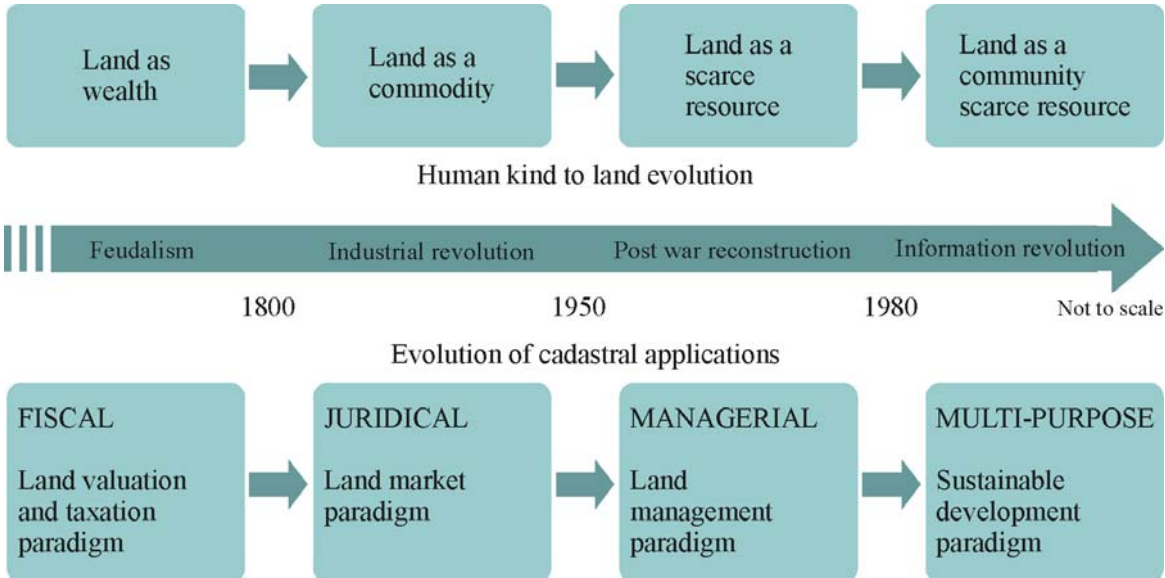 Land as
wealth
Land as a
commodity
Land as a
scarce
resource
Land as a
community
scarce resource
Human kind to land evolution
Feudalism
Industrial revolution
Post war reconstruction
Information revolution
1800
1950
1980
Not to scale
Evolution of cadastral applications
FISCAL
Land valuation
and taxation
paradigm
JURIDICAL
Land market
paradigm
MANAGERIAL
Land
management
paradigm
MULTI-PURPOSE
Sustainable
development
paradigm